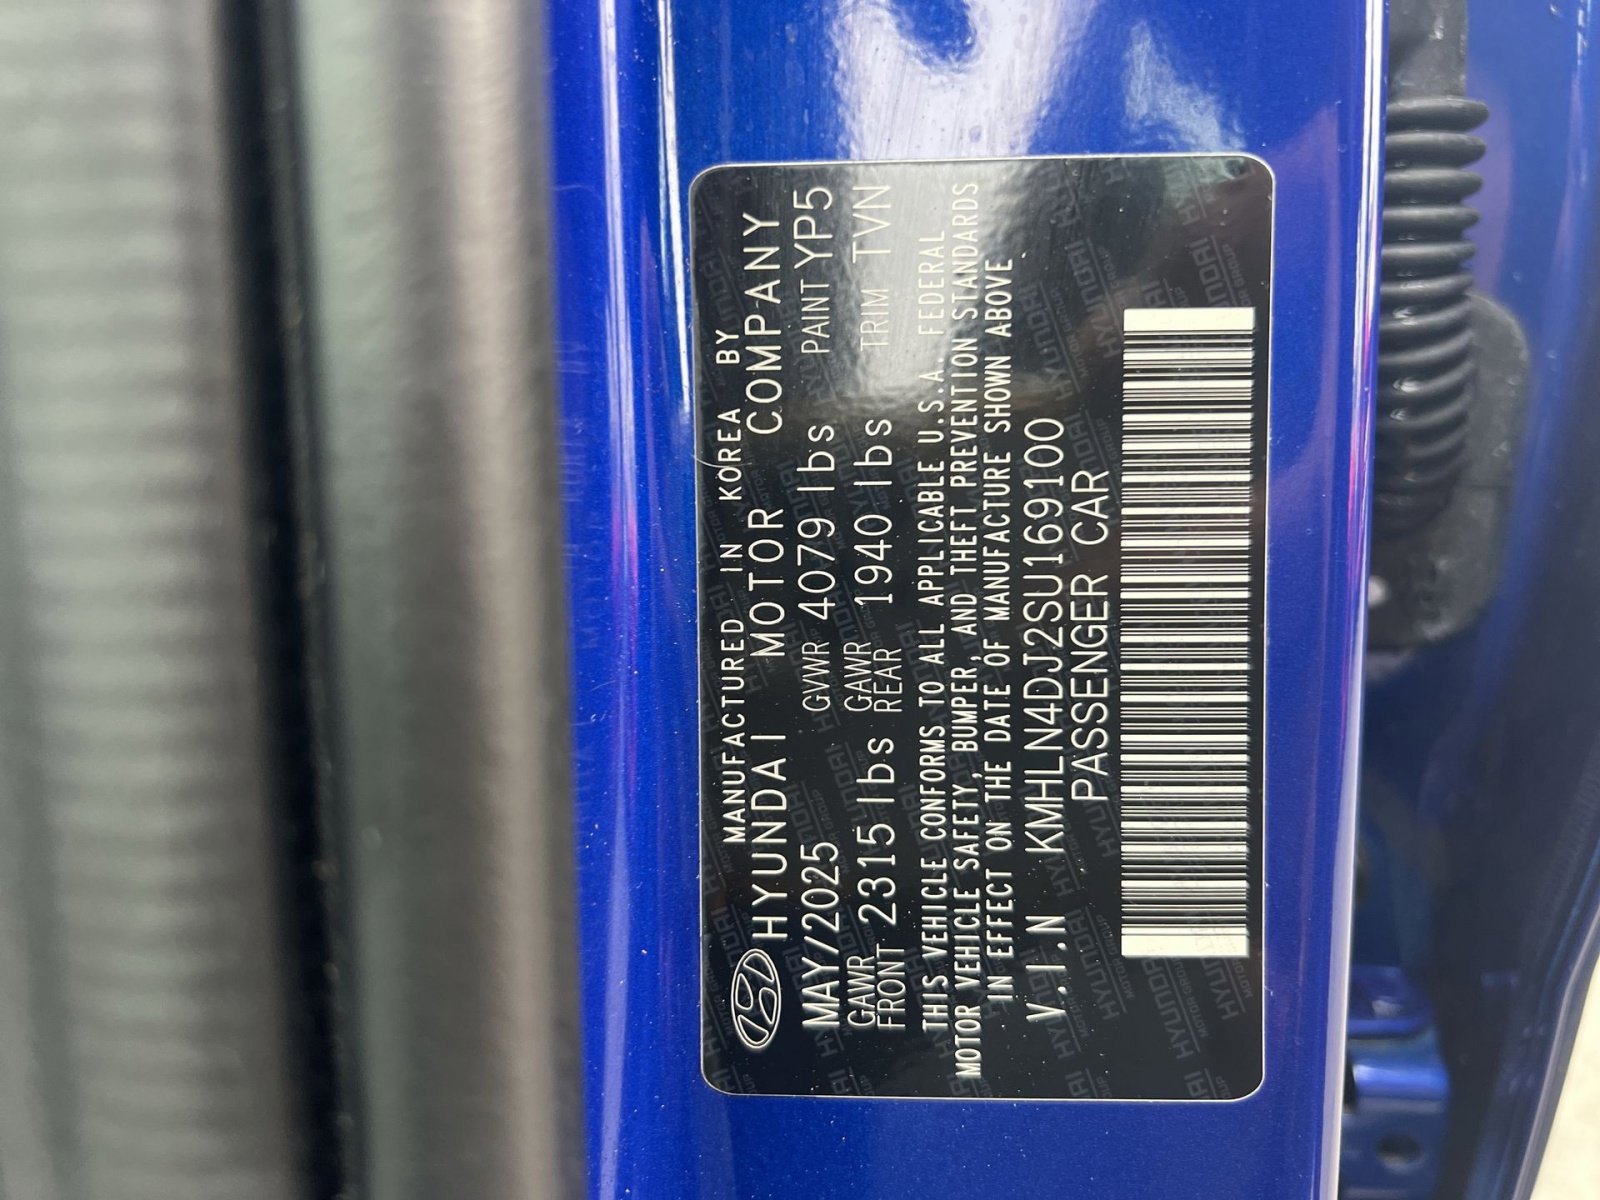 MANUFACTURED IN KOREA BY
HYUNDAI MOTOR COMPANY
MAY/2025 GVWR 4079 lbs PAINT YP5
GAWR FRONT 2315 lbs GAWR REAR 1940 lbs TRIM TVN
THIS VEHICLE CONFORMS TO ALL APPLICABLE U.S.A. FEDERAL
MOTOR VEHICLE SAFETY, BUMPER, AND THEFT PREVENTION STANDARDS
IN EFFECT ON THE DATE OF MANUFACTURE SHOWN ABOVE
V.I.N KMHLN4DJ2SU169100
PASSENGER CAR